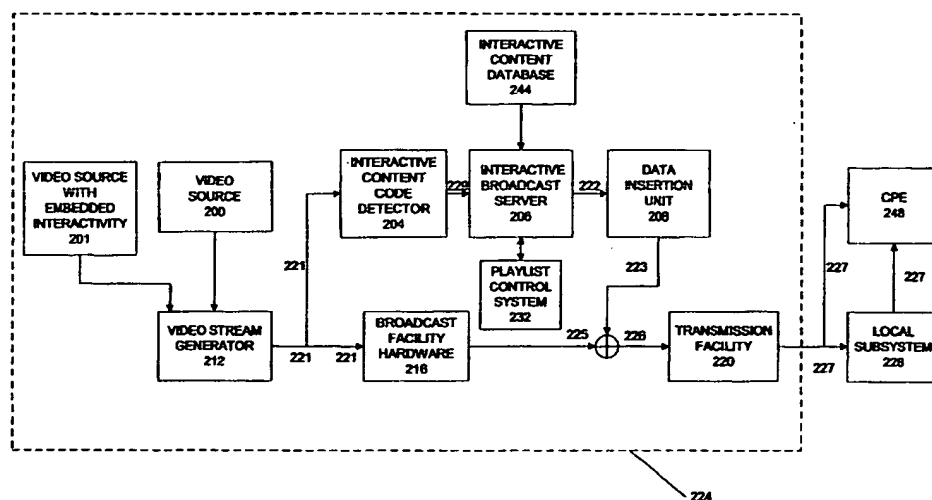 INTERACTIVE
CONTENT
DATABASE
244
VIDEO SOURCE
WITH
EMBEDDED
INTERACTIVITY
201
VIDEO
SOURCE
200
INTERACTIVE
CONTENT
CODE
DETECTOR
204
229
INTERACTIVE
BROADCAST
SERVER
206
222
DATA
INSERTION
UNIT
208
CPE
248
221
223
227
227
PLAYLIST
CONTROL
SYSTEM
232
VIDEO STREAM
GENERATOR
212
221
221
BROADCAST
FACILITY
HARDWARE
216
225
226
TRANSMISSION
FACILITY
220
227
LOCAL
SUBSYSTEM
228
224